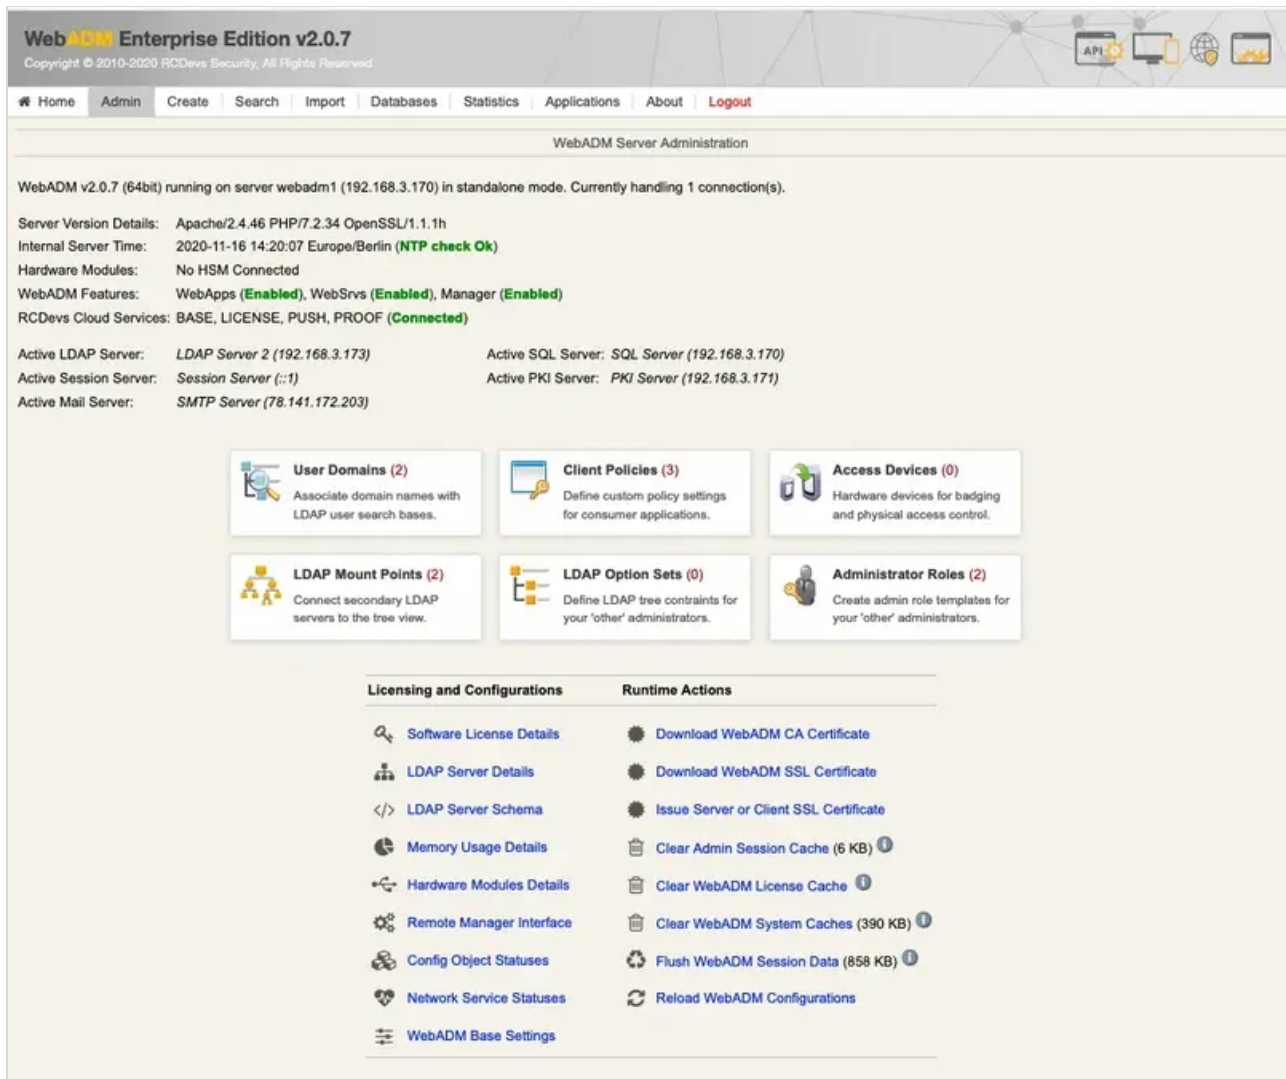 WebADM Enterprise Edition v2.0.7
Copyright © 2010-2020 RCDevs Security, All Rights Reserved
API
Home Admin Create Search Import Databases Statistics Applications About Logout
WebADM Server Administration
WebADM v2.0.7 (64bit) running on server webadm1 (192.168.3.170) in standalone mode. Currently handling 1 connection(s).
Server Version Details: Apache/2.4.46 PHP/7.2.34 OpenSSL/1.1.1h
Internal Server Time: 2020-11-16 14:20:07 Europe/Berlin (NTP check Ok)
Hardware Modules: No HSM Connected
WebADM Features: WebApps (Enabled), WebSrvs (Enabled), Manager (Enabled)
RCDevs Cloud Services: BASE, LICENSE, PUSH, PROOF (Connected)
Active LDAP Server: LDAP Server 2 (192.168.3.173) Active SQL Server: SQL Server (192.168.3.170)
Active Session Server: Session Server (::1) Active PKI Server: PKI Server (192.168.3.171)
Active Mail Server: SMTP Server (78.141.172.203)
User Domains (2)
Associate domain names with
LDAP user search bases.
Client Policies (3)
Define custom policy settings
for consumer applications.
Access Devices (0)
Hardware devices for badging
and physical access control.
LDAP Mount Points (2)
Connect secondary LDAP
servers to the tree view.
LDAP Option Sets (0)
Define LDAP tree contraints for
your 'other' administrators.
Administrator Roles (2)
Create admin role templates for
your 'other' administrators.
Licensing and Configurations
Software License Details
LDAP Server Details
LDAP Server Schema
Memory Usage Details
Hardware Modules Details
Remote Manager Interface
Config Object Statuses
Network Service Statuses
WebADM Base Settings
Runtime Actions
Download WebADM CA Certificate
Download WebADM SSL Certificate
Issue Server or Client SSL Certificate
Clear Admin Session Cache (6 KB)
Clear WebADM License Cache
Clear WebADM System Caches (390 KB)
Flush WebADM Session Data (858 KB)
Reload WebADM Configurations